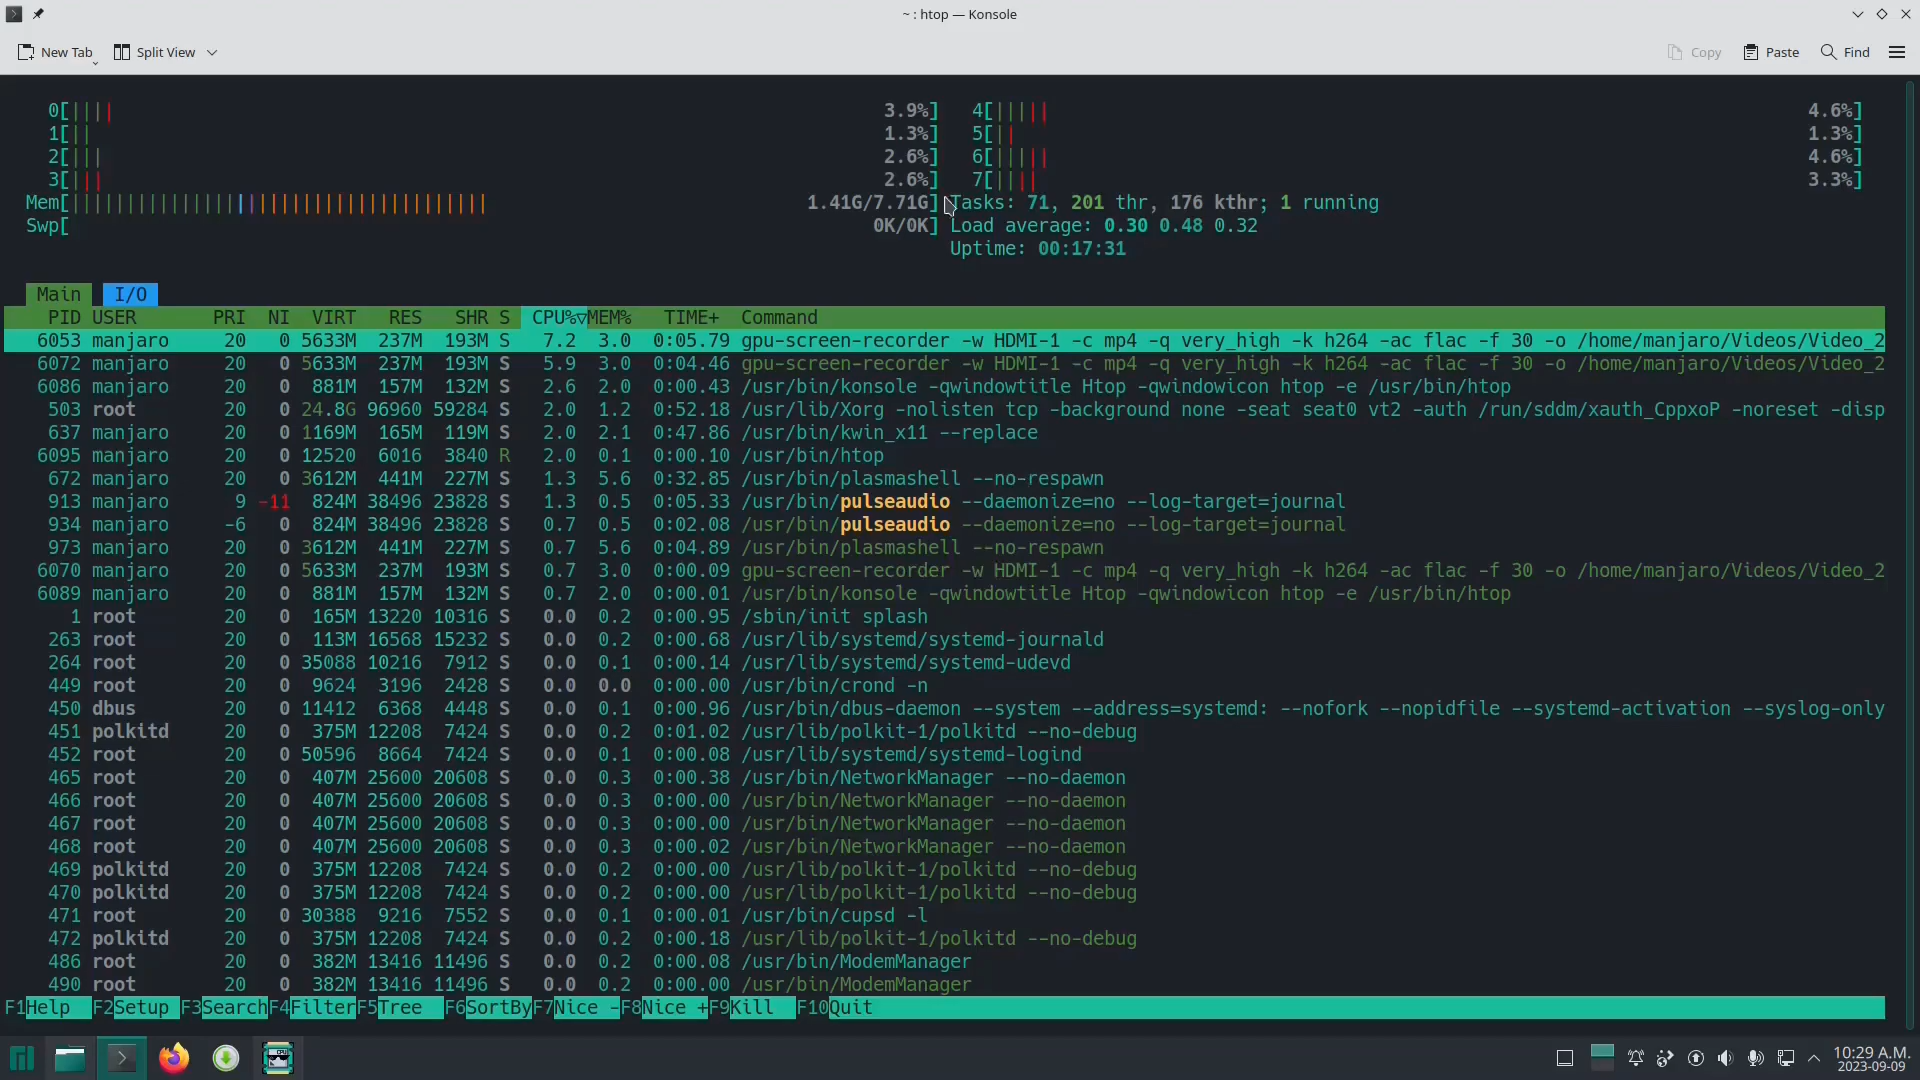 ~ : htop — Konsole
New Tab Split View Copy Paste Find
0[|||| 3.9%] 4[||||| 4.6%]
1[|| 1.3%] 5[|| 1.3%]
2[||| 2.6%] 6[||||| 4.6%]
3[||| 2.6%] 7[|||| 3.3%]
Mem[||||||||||||||||||||||||||||||||||||| 1.41G/7.71G] Tasks: 71, 201 thr, 176 kthr; 1 running
Swp[ 0K/0K] Load average: 0.30 0.48 0.32
Uptime: 00:17:31
Main I/O
PID USER PRI NI VIRT RES SHR S CPU%▽MEM% TIME+ Command
6053 manjaro 20 0 5633M 237M 193M S 7.2 3.0 0:05.79 gpu-screen-recorder -w HDMI-1 -c mp4 -q very_high -k h264 -ac flac -f 30 -o /home/manjaro/Videos/Video_2
6072 manjaro 20 0 5633M 237M 193M S 5.9 3.0 0:04.46 gpu-screen-recorder -w HDMI-1 -c mp4 -q very_high -k h264 -ac flac -f 30 -o /home/manjaro/Videos/Video_2
6086 manjaro 20 0 881M 157M 132M S 2.6 2.0 0:00.43 /usr/bin/konsole -qwindowtitle Htop -qwindowicon htop -e /usr/bin/htop
503 root 20 0 24.8G 96960 59284 S 2.0 1.2 0:52.18 /usr/lib/Xorg -nolisten tcp -background none -seat seat0 vt2 -auth /run/sddm/xauth_CppxoP -noreset -disp
637 manjaro 20 0 1169M 165M 119M S 2.0 2.1 0:47.86 /usr/bin/kwin_x11 --replace
6095 manjaro 20 0 12520 6016 3840 R 2.0 0.1 0:00.10 /usr/bin/htop
672 manjaro 20 0 3612M 441M 227M S 1.3 5.6 0:32.85 /usr/bin/plasmashell --no-respawn
913 manjaro 9 -11 824M 38496 23828 S 1.3 0.5 0:05.33 /usr/bin/pulseaudio --daemonize=no --log-target=journal
934 manjaro -6 0 824M 38496 23828 S 0.7 0.5 0:02.08 /usr/bin/pulseaudio --daemonize=no --log-target=journal
973 manjaro 20 0 3612M 441M 227M S 0.7 5.6 0:04.89 /usr/bin/plasmashell --no-respawn
6070 manjaro 20 0 5633M 237M 193M S 0.7 3.0 0:00.09 gpu-screen-recorder -w HDMI-1 -c mp4 -q very_high -k h264 -ac flac -f 30 -o /home/manjaro/Videos/Video_2
6089 manjaro 20 0 881M 157M 132M S 0.7 2.0 0:00.01 /usr/bin/konsole -qwindowtitle Htop -qwindowicon htop -e /usr/bin/htop
1 root 20 0 165M 13220 10316 S 0.0 0.2 0:00.95 /sbin/init splash
263 root 20 0 113M 16568 15232 S 0.0 0.2 0:00.68 /usr/lib/systemd/systemd-journald
264 root 20 0 35088 10216 7912 S 0.0 0.1 0:00.14 /usr/lib/systemd/systemd-udevd
449 root 20 0 9624 3196 2428 S 0.0 0.0 0:00.00 /usr/bin/crond -n
450 dbus 20 0 11412 6368 4448 S 0.0 0.1 0:00.96 /usr/bin/dbus-daemon --system --address=systemd: --nofork --nopidfile --systemd-activation --syslog-only
451 polkitd 20 0 375M 12208 7424 S 0.0 0.2 0:01.02 /usr/lib/polkit-1/polkitd --no-debug
452 root 20 0 50596 8664 7424 S 0.0 0.1 0:00.08 /usr/lib/systemd/systemd-logind
465 root 20 0 407M 25600 20608 S 0.0 0.3 0:00.38 /usr/bin/NetworkManager --no-daemon
466 root 20 0 407M 25600 20608 S 0.0 0.3 0:00.00 /usr/bin/NetworkManager --no-daemon
467 root 20 0 407M 25600 20608 S 0.0 0.3 0:00.00 /usr/bin/NetworkManager --no-daemon
468 root 20 0 407M 25600 20608 S 0.0 0.3 0:00.02 /usr/bin/NetworkManager --no-daemon
469 polkitd 20 0 375M 12208 7424 S 0.0 0.2 0:00.00 /usr/lib/polkit-1/polkitd --no-debug
470 polkitd 20 0 375M 12208 7424 S 0.0 0.2 0:00.00 /usr/lib/polkit-1/polkitd --no-debug
471 root 20 0 30388 9216 7552 S 0.0 0.1 0:00.01 /usr/bin/cupsd -l
472 polkitd 20 0 375M 12208 7424 S 0.0 0.2 0:00.18 /usr/lib/polkit-1/polkitd --no-debug
486 root 20 0 382M 13416 11496 S 0.0 0.2 0:00.08 /usr/bin/ModemManager
490 root 20 0 382M 13416 11496 S 0.0 0.2 0:00.00 /usr/bin/ModemManager
F1Help F2Setup F3SearchF4FilterF5Tree F6SortByF7Nice -F8Nice +F9Kill F10Quit
10:29 A.M.
2023-09-09